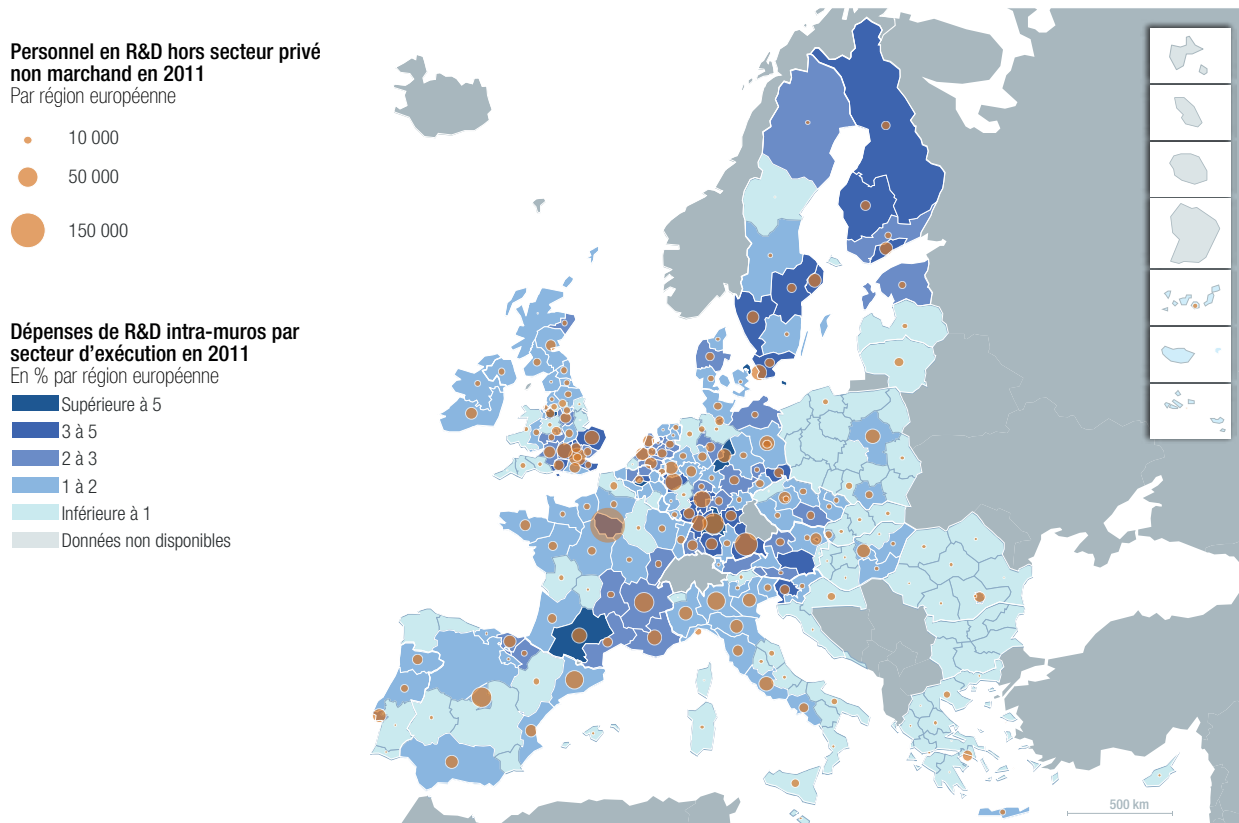 Personnel en R&D hors secteur privé
non marchand en 2011
Par région européenne
10 000
50 000
150 000
Dépenses de R&D intra-muros par
secteur d’exécution en 2011
En % par région européenne
Supérieure à 5
3 à 5
2 à 3
1 à 2
Inférieure à 1
Données non disponibles
500 km